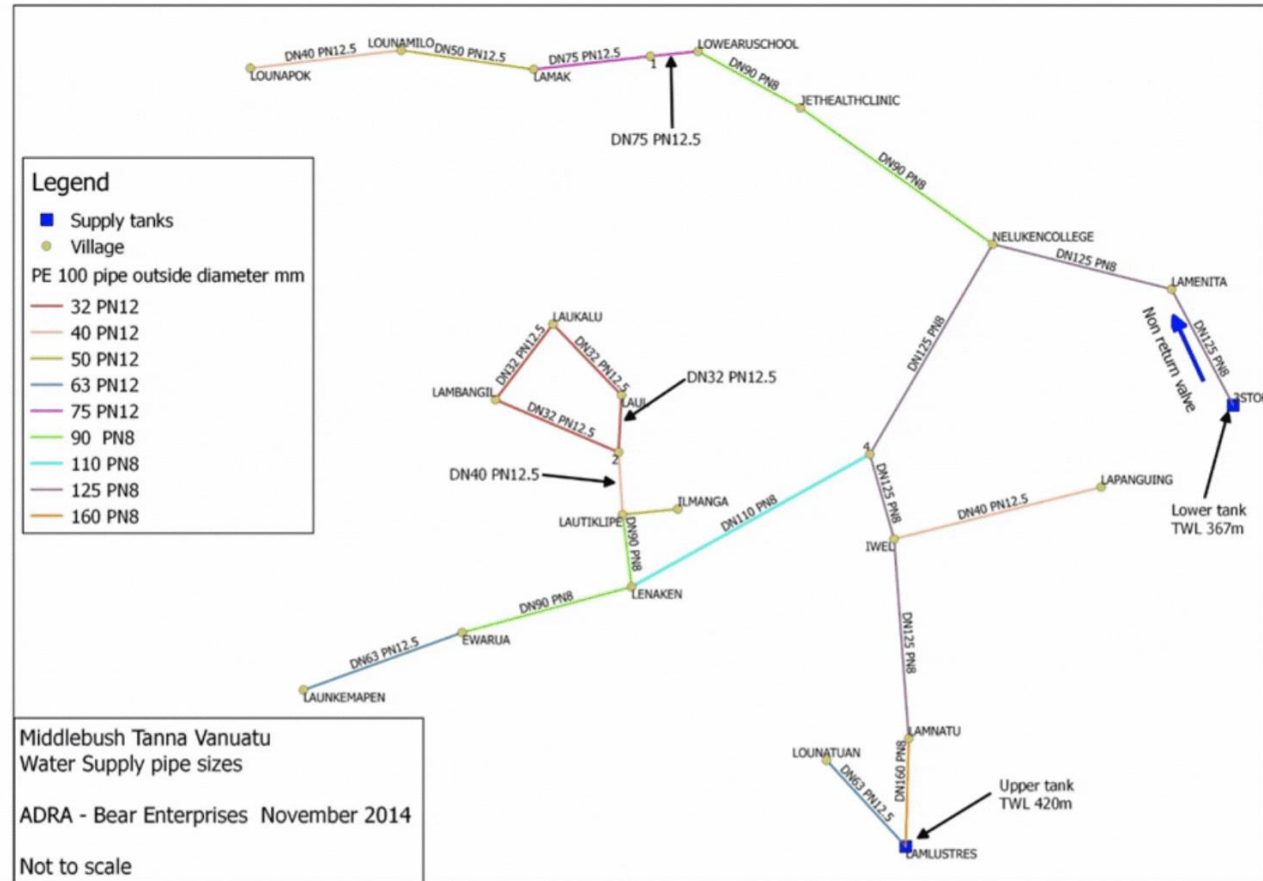 DN40 PN12.5
LOUNAMILO
DN50 PN12.5
DN75 PN12.5
LOWEARUSCHOOL
LOUNAPOK
LAMAK
1
DN90 PN8
JETHEALTHCLINIC
DN75 PN12.5
DN90 PN8
Legend
Supply tanks
Village
PE 100 pipe outside diameter mm
32 PN12
40 PN12
50 PN12
63 PN12
75 PN12
90 PN8
110 PN8
125 PN8
160 PN8
NELUKENCOLLEGE
DN125 PN8
LAMENITA
DN125 PN8
Non return valve
Lower tank
TWL 367m
LAUKALU
DN32 PN12.5
DN32 PN12.5
LAMBANGIL
DN32 PN12.5
DN32 PN12.5
2
DN125 PN8
4
DN40 PN12.5
ILMANGA
LAUTIKLIPE
DN110 PN8
DN125 PN8
LAPANGUING
DN40 PN12.5
IWEL
DN90 PN8
LENAKEN
DN90 PN8
EWARUA
DN63 PN12.5
LAUNKEMAPEN
DN125 PN8
LAMNATU
LOUNATUAN
DN63 PN12.5
DN160 PN8
Upper tank
TWL 420m
LAMLUSTRES
Middlebush Tanna Vanuatu
Water Supply pipe sizes
ADRA - Bear Enterprises November 2014
Not to scale